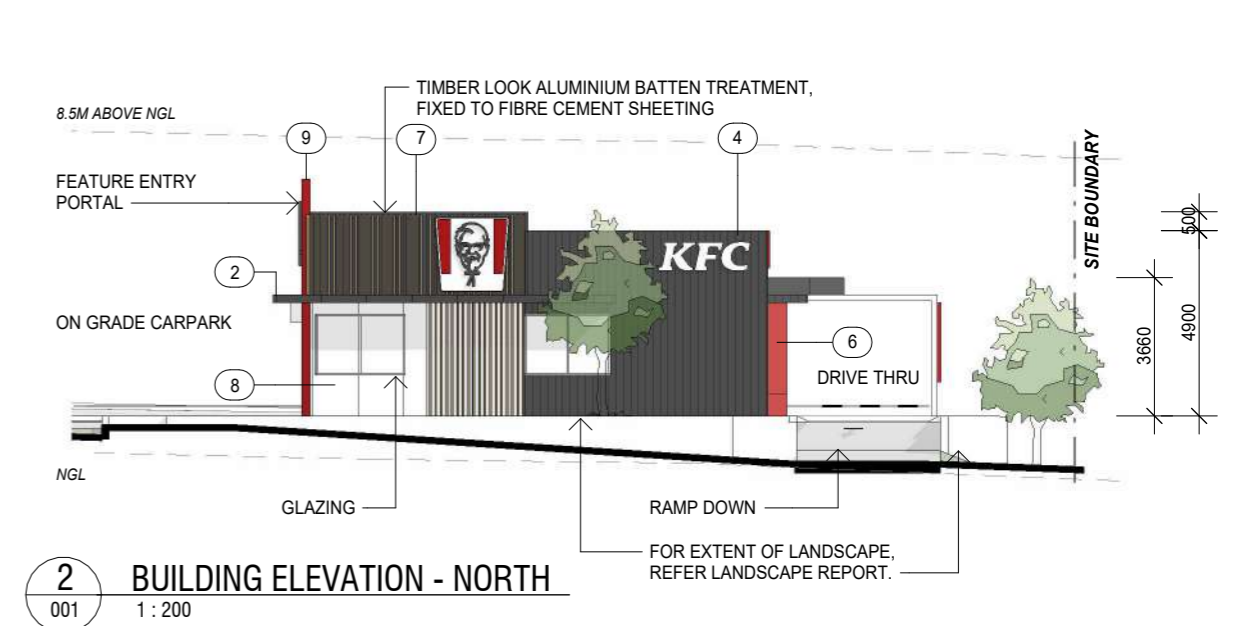 TIMBER LOOK ALUMINIUM BATTEN TREATMENT,
FIXED TO FIBRE CEMENT SHEETING
8.5M ABOVE NGL
9
7
4
FEATURE ENTRY
PORTAL
SITE BOUNDARY
500
KFC
2
ON GRADE CARPARK
6
3660
4900
8
DRIVE THRU
NGL
GLAZING
RAMP DOWN
FOR EXTENT OF LANDSCAPE,
REFER LANDSCAPE REPORT.
2
001
BUILDING ELEVATION - NORTH
1 : 200